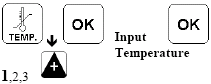 TEMP. OK Input OK
Temperature
1,2,3 +